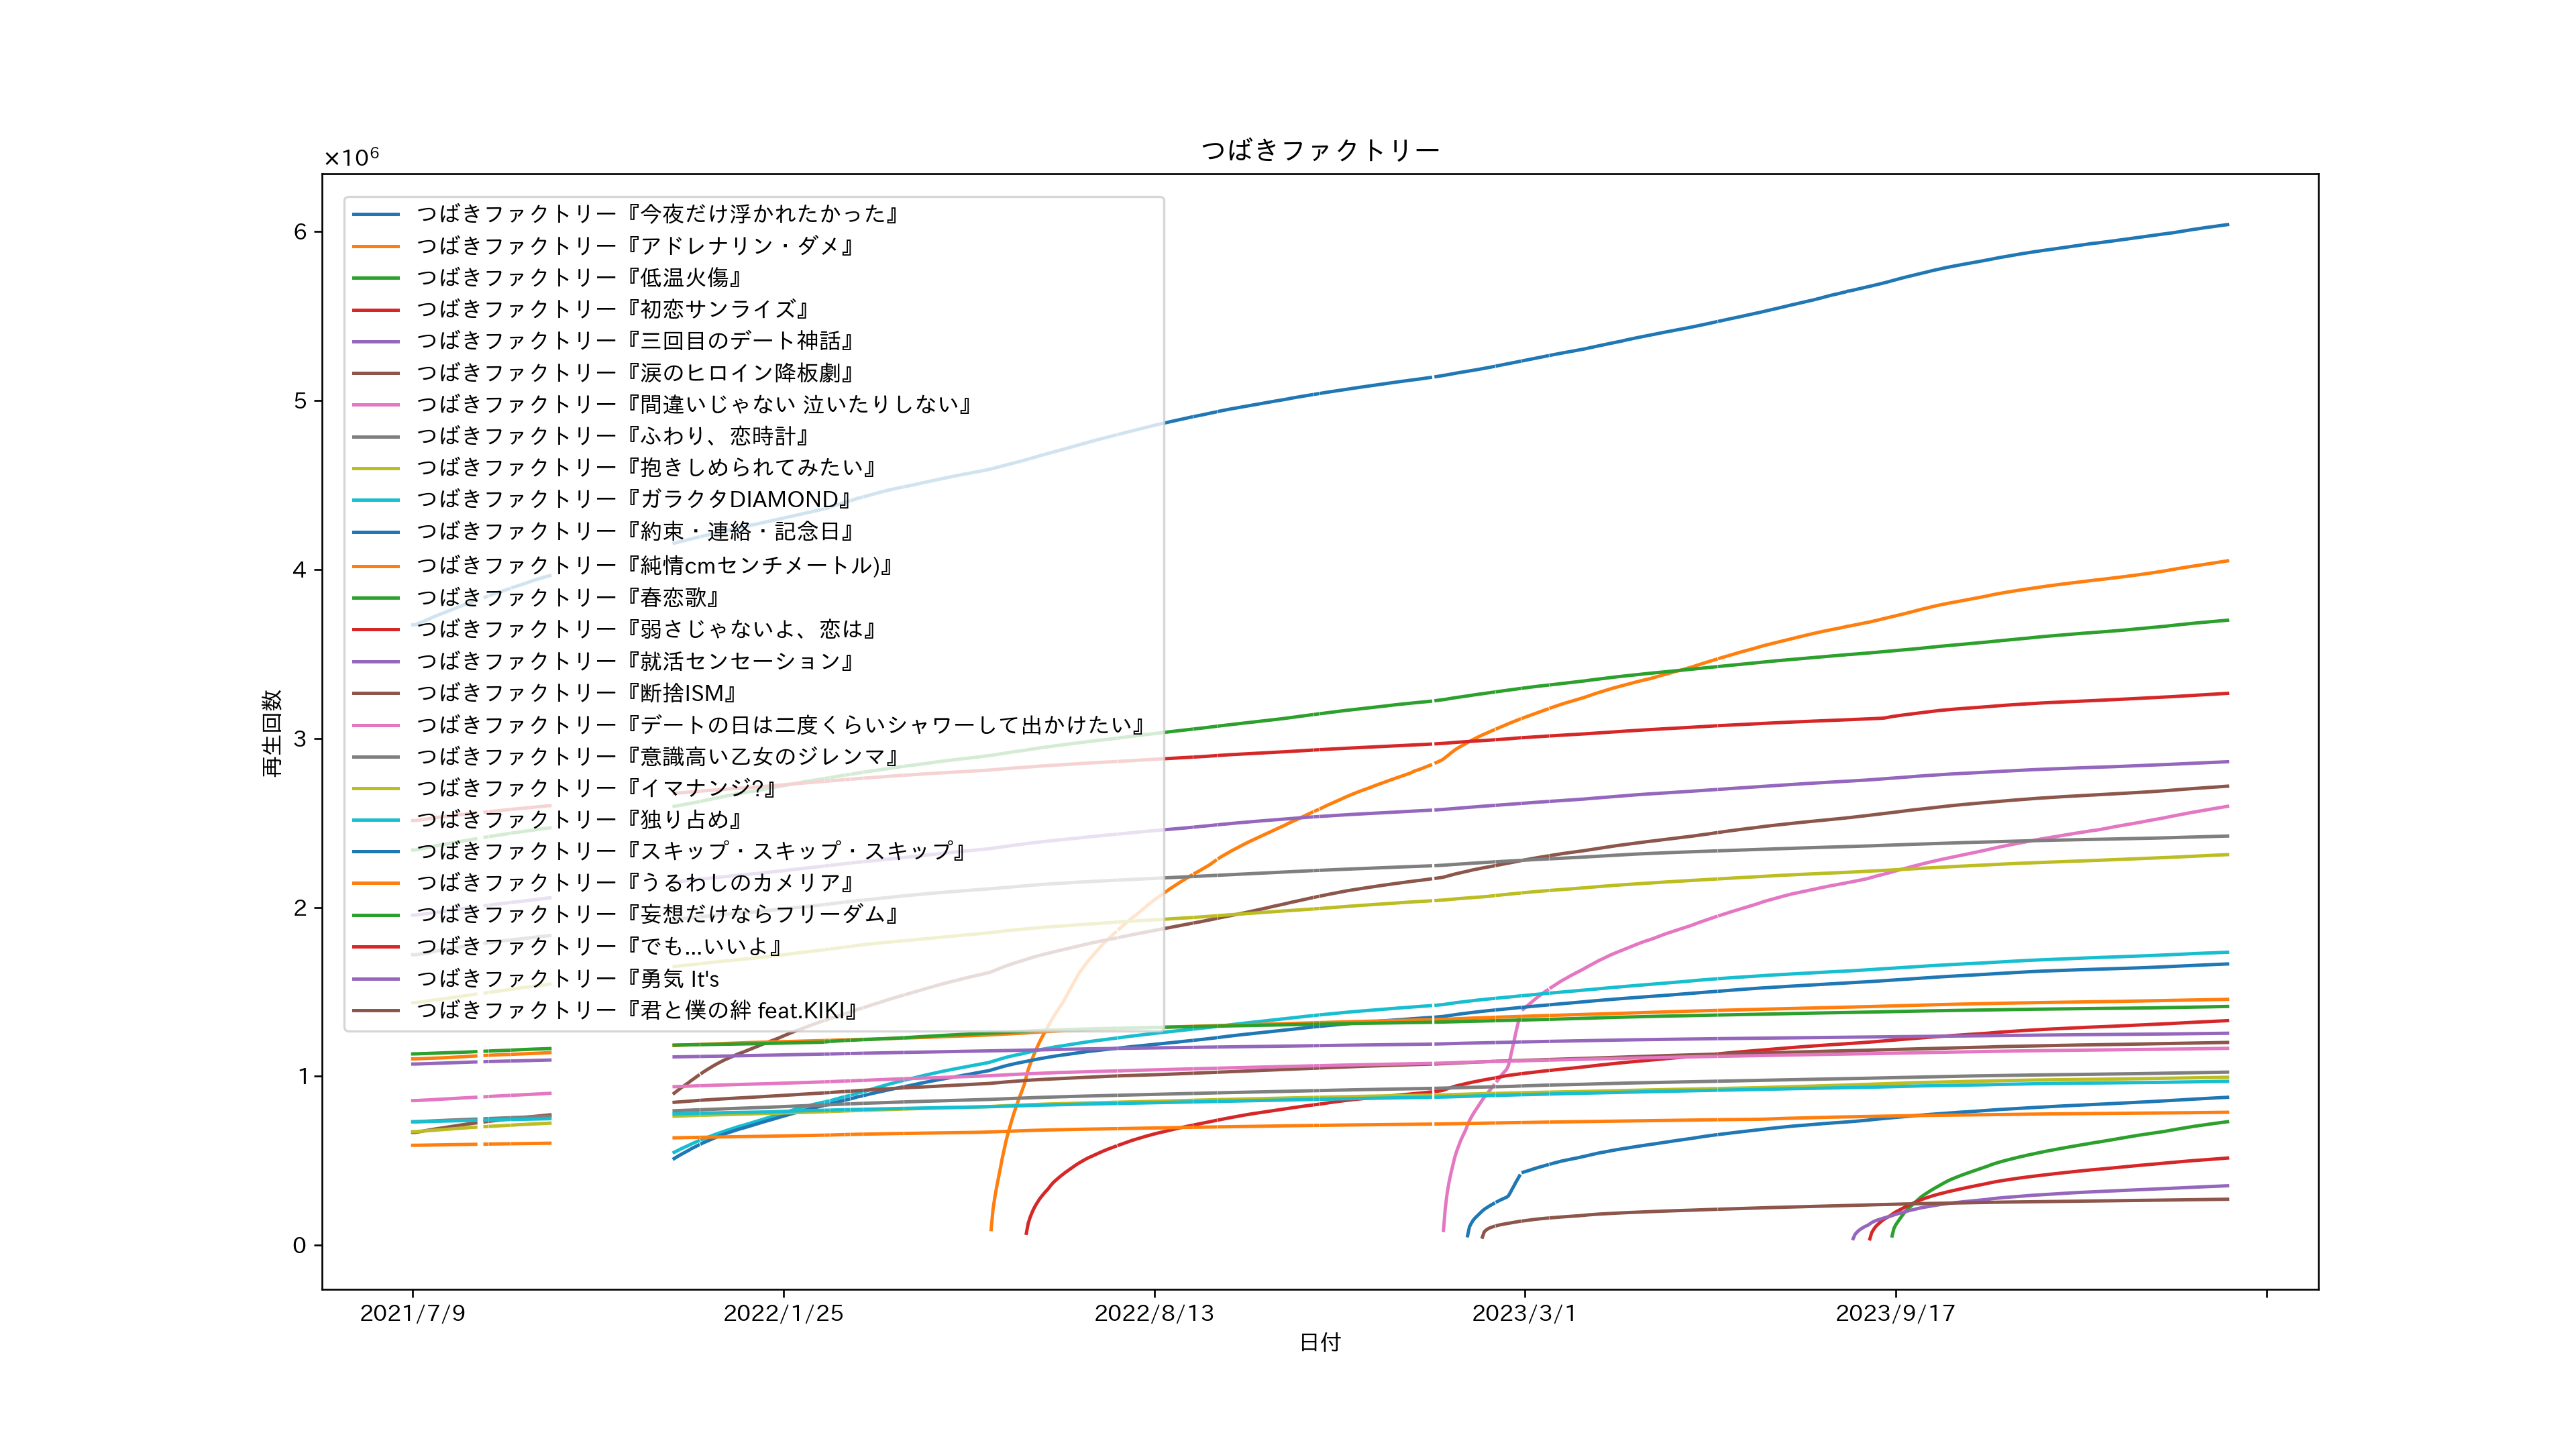 つばきファクトリー
×10⁶
つばきファクトリー『今夜だけ浮かれたかった』
つばきファクトリー『アドレナリン・ダメ』
つばきファクトリー『低温火傷』
つばきファクトリー『初恋サンライズ』
つばきファクトリー『三回目のデート神話』
つばきファクトリー『涙のヒロイン降板劇』
つばきファクトリー『間違いじゃない 泣いたりしない』
つばきファクトリー『ふわり、恋時計』
つばきファクトリー『抱きしめられてみたい』
つばきファクトリー『ガラクタDIAMOND』
つばきファクトリー『約束・連絡・記念日』
つばきファクトリー『純情cmセンチメートル)』
つばきファクトリー『春恋歌』
つばきファクトリー『弱さじゃないよ、恋は』
つばきファクトリー『就活センセーション』
つばきファクトリー『断捨ISM』
つばきファクトリー『デートの日は二度くらいシャワーして出かけたい』
つばきファクトリー『意識高い乙女のジレンマ』
つばきファクトリー『イマナンジ?』
つばきファクトリー『独り占め』
つばきファクトリー『スキップ・スキップ・スキップ』
つばきファクトリー『うるわしのカメリア』
つばきファクトリー『妄想だけならフリーダム』
つばきファクトリー『でも...いいよ』
つばきファクトリー『勇気 It's
つばきファクトリー『君と僕の絆 feat.KIKI』
6
5
4
3
2
1
0
再生回数
2021/7/9
2022/1/25
2022/8/13
2023/3/1
2023/9/17
日付